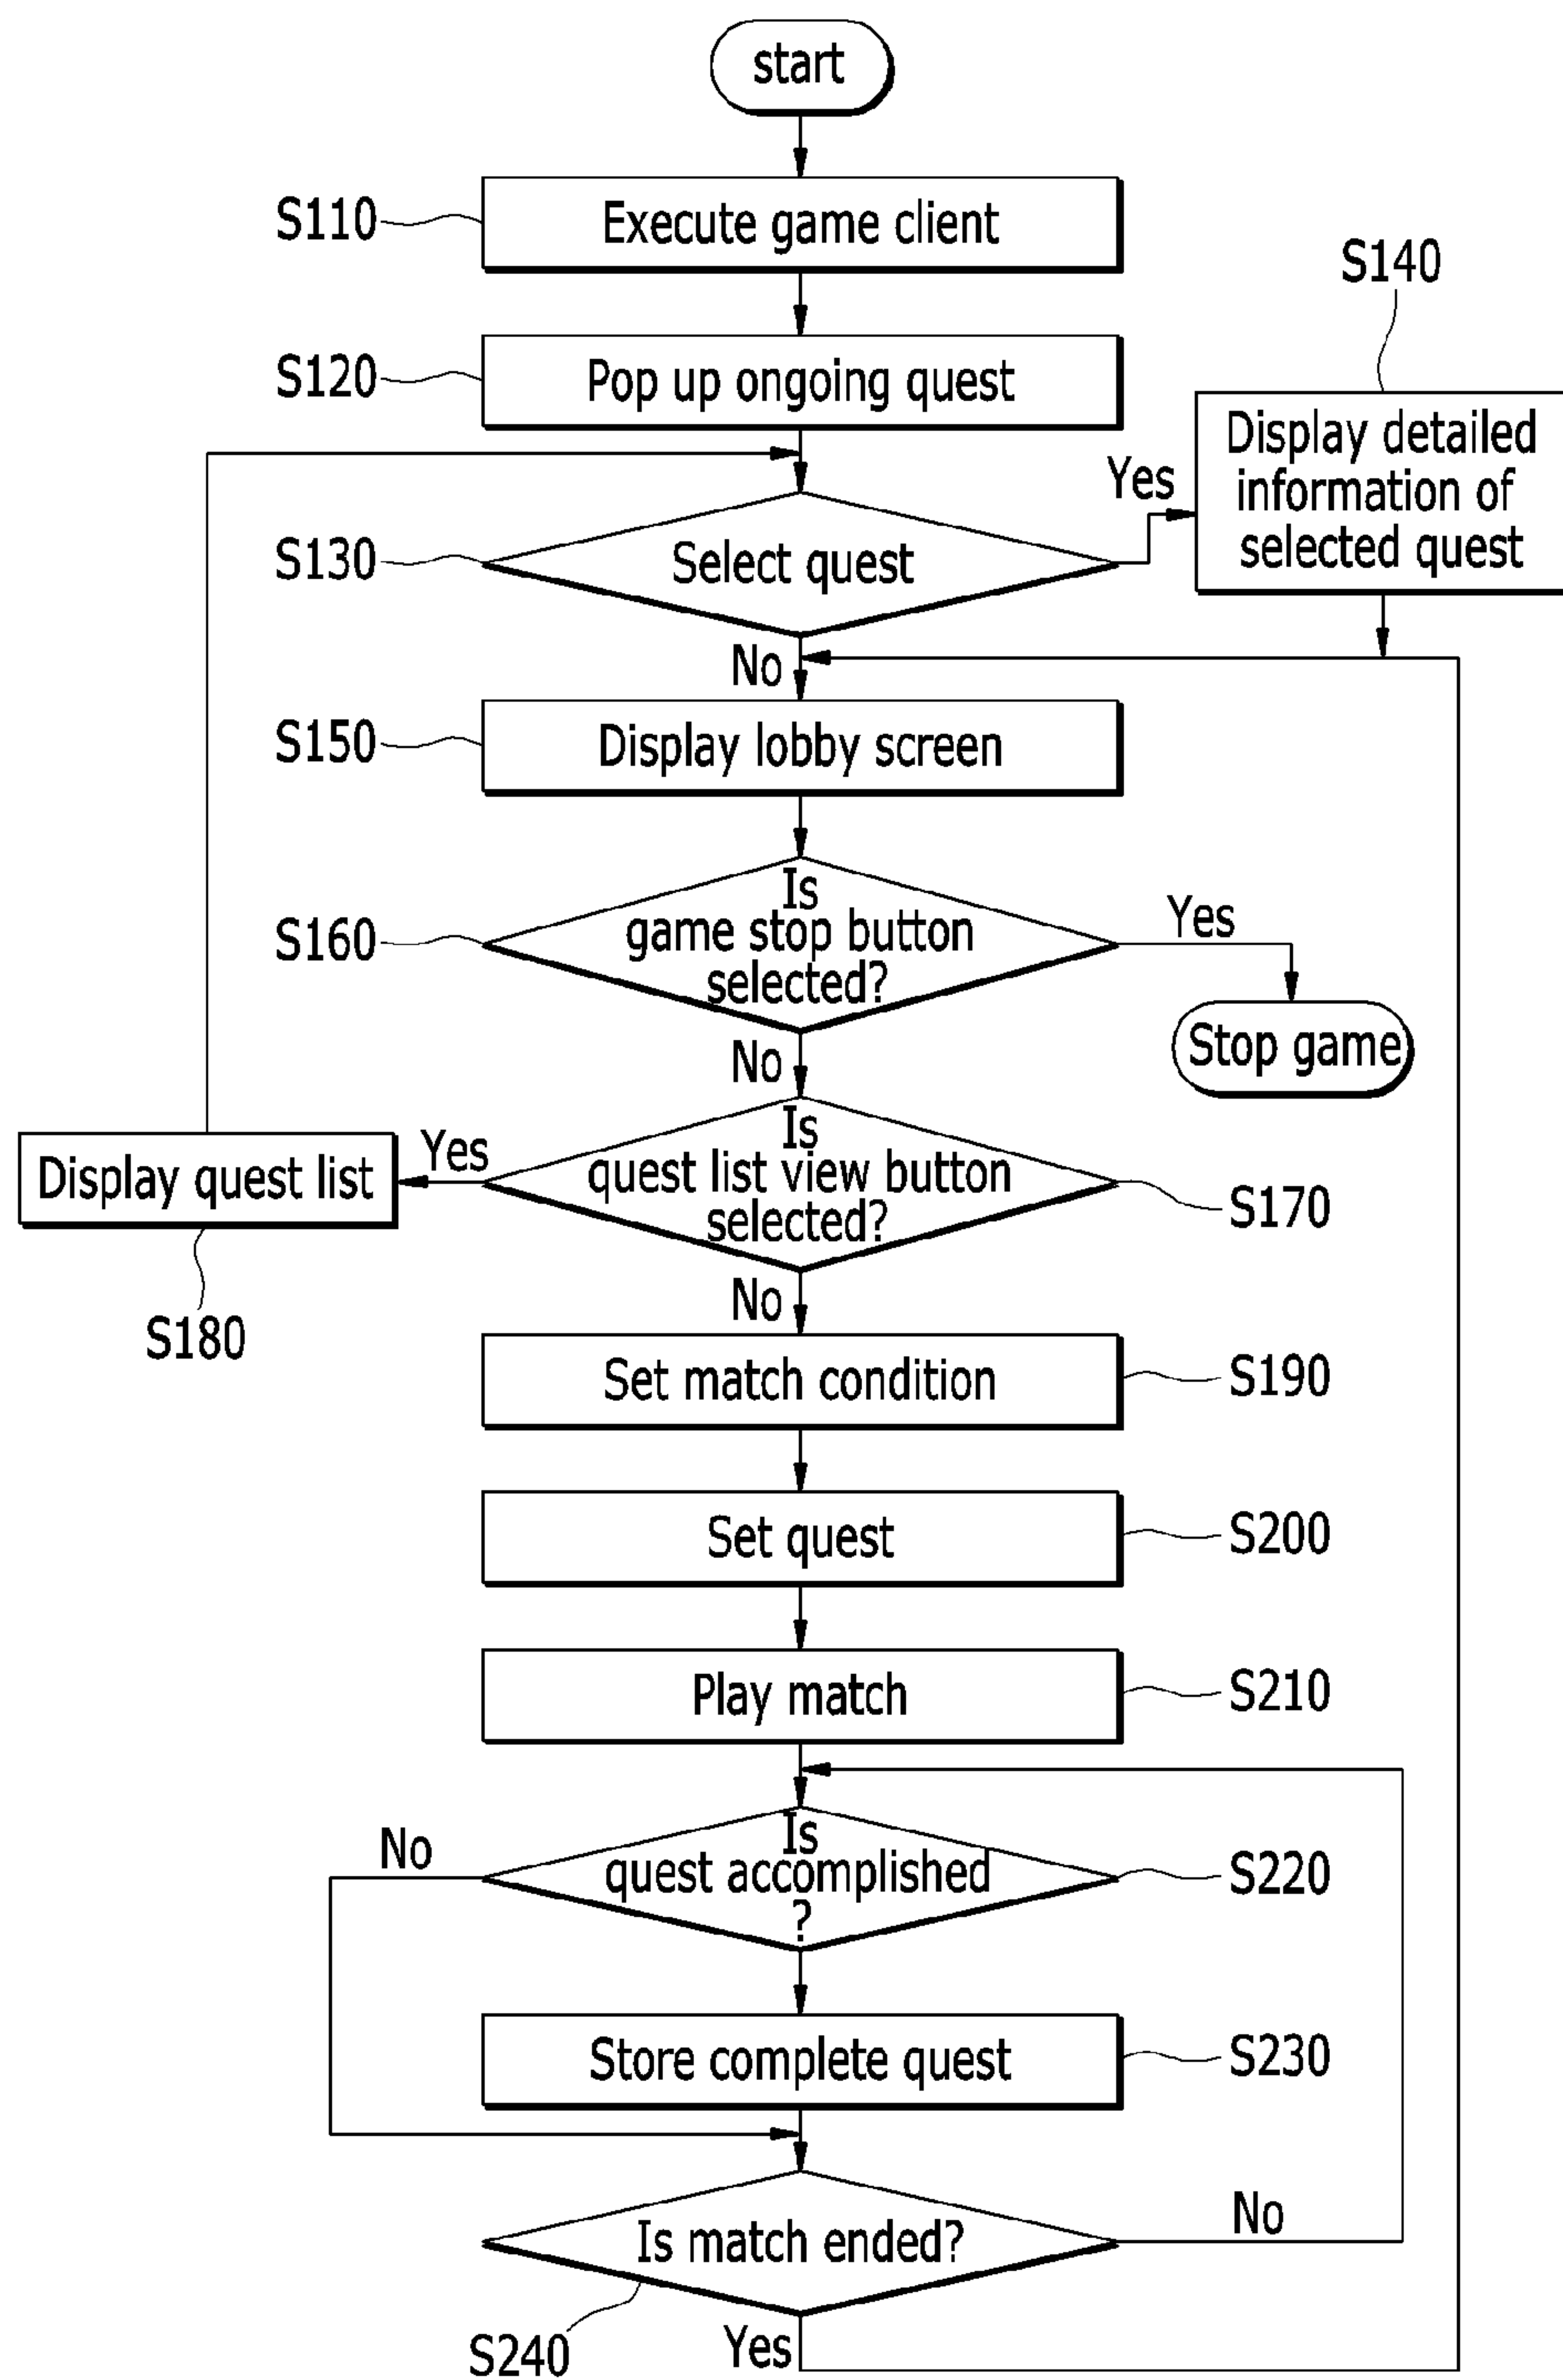 start
S110
Execute game client
S140
S120
Pop up ongoing quest
Display detailed
information of
selected quest
Yes
S130
Select quest
No
S150
Display lobby screen
S160
Is
game stop button
selected?
Yes
Stop game
No
Display quest list
Yes
Is
quest list view button
selected?
S170
S180
No
Set match condition
S190
Set quest
S200
Play match
S210
No
Is
quest accomplished
?
S220
Store complete quest
S230
Is match ended?
No
S240
Yes